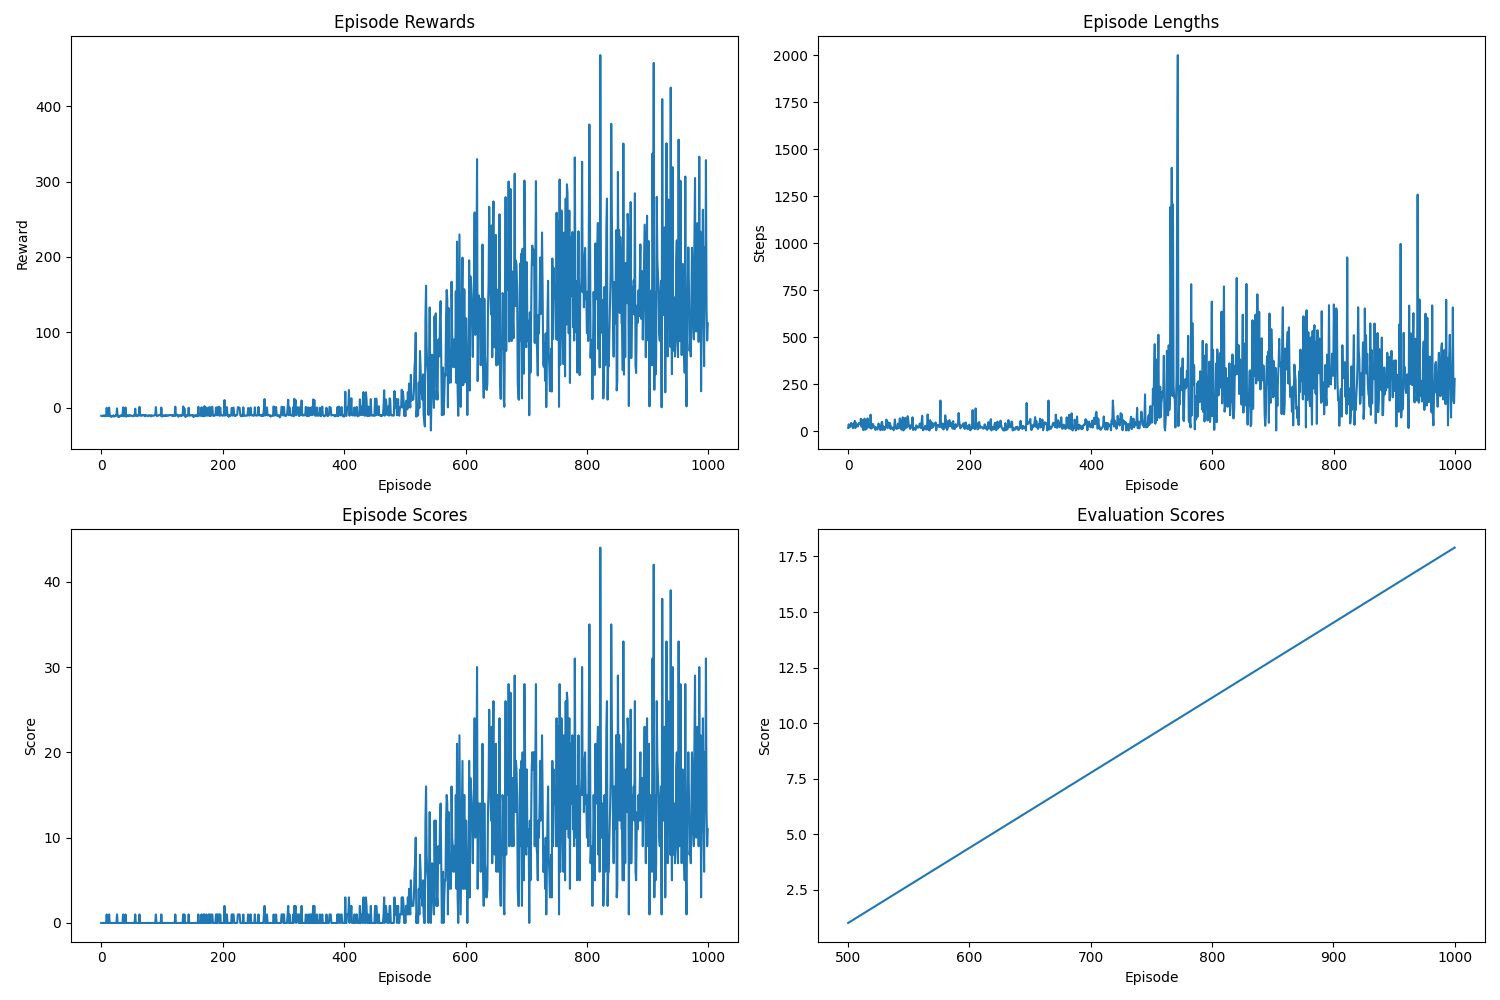 Episode Rewards
Reward
400
300
200
100
0
0 200 400 600 800 1000
Episode
Episode Lengths
Steps
2000
1750
1500
1250
1000
750
500
250
0
0 200 400 600 800 1000
Episode
Episode Scores
Score
40
30
20
10
0
0 200 400 600 800 1000
Episode
Evaluation Scores
Score
17.5
15.0
12.5
10.0
7.5
5.0
2.5
500 600 700 800 900 1000
Episode